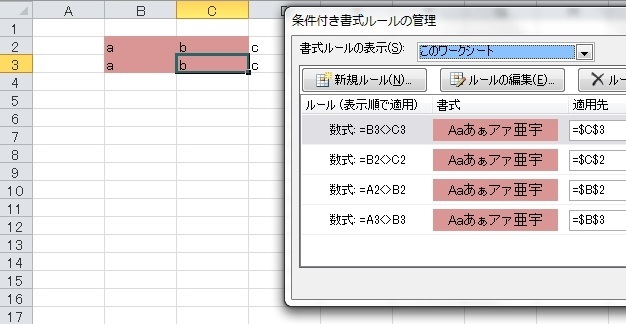 条件付き書式ルールの管理
書式ルールの表示(S): このワークシート
新規ルール(N)... ルールの編集(E)... ルー
ルール (表示順で適用) 書式 適用先
数式: =B3<>C3 Aaあぁアァ亜宇 =$C$3
数式: =B2<>C2 Aaあぁアァ亜宇 =$C$2
数式: =A2<>B2 Aaあぁアァ亜宇 =$B$2
数式: =A3<>B3 Aaあぁアァ亜宇 =$B$3
A B C
1
2 a b c
3 a b c
4
5
6
7
8
9
10
11
12
13
14
15
16
17